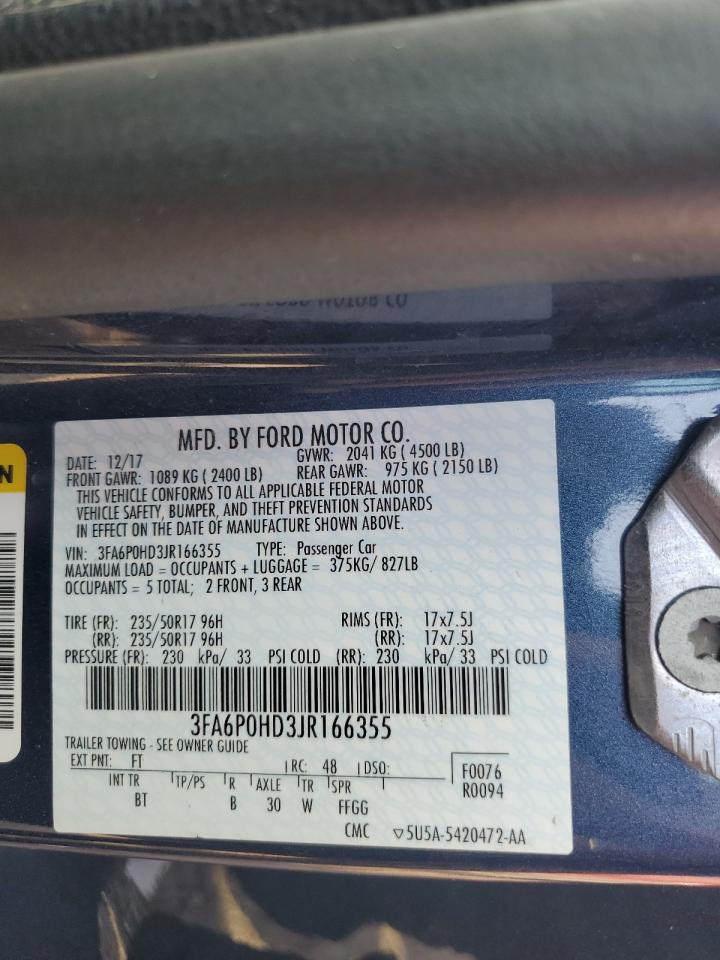 MOTOR CO
N
MFD. BY FORD MOTOR CO.
DATE: 12/17 GVWR: 2041 KG ( 4500 LB)
FRONT GAWR: 1089 KG ( 2400 LB) REAR GAWR: 975 KG ( 2150 LB)
THIS VEHICLE CONFORMS TO ALL APPLICABLE FEDERAL MOTOR
VEHICLE SAFETY, BUMPER, AND THEFT PREVENTION STANDARDS
IN EFFECT ON THE DATE OF MANUFACTURE SHOWN ABOVE.
VIN: 3FA6P0HD3JR166355 TYPE: Passenger Car
MAXIMUM LOAD = OCCUPANTS + LUGGAGE = 375KG/ 827LB
OCCUPANTS = 5 TOTAL; 2 FRONT, 3 REAR
TIRE (FR): 235/50R17 96H RIMS (FR): 17x7.5J
(RR): 235/50R17 96H (RR): 17x7.5J
PRESSURE (FR): 230 kPa/ 33 PSI COLD (RR): 230 kPa/ 33 PSI COLD
3FA6P0HD3JR166355
TRAILER TOWING - SEE OWNER GUIDE
EXT PNT: FT RC: 48 DSO: F0076
INT TR TP/PS R AXLE TR SPR R0094
BT B 30 W FFGG
CMC ▽5U5A-5420472-AA